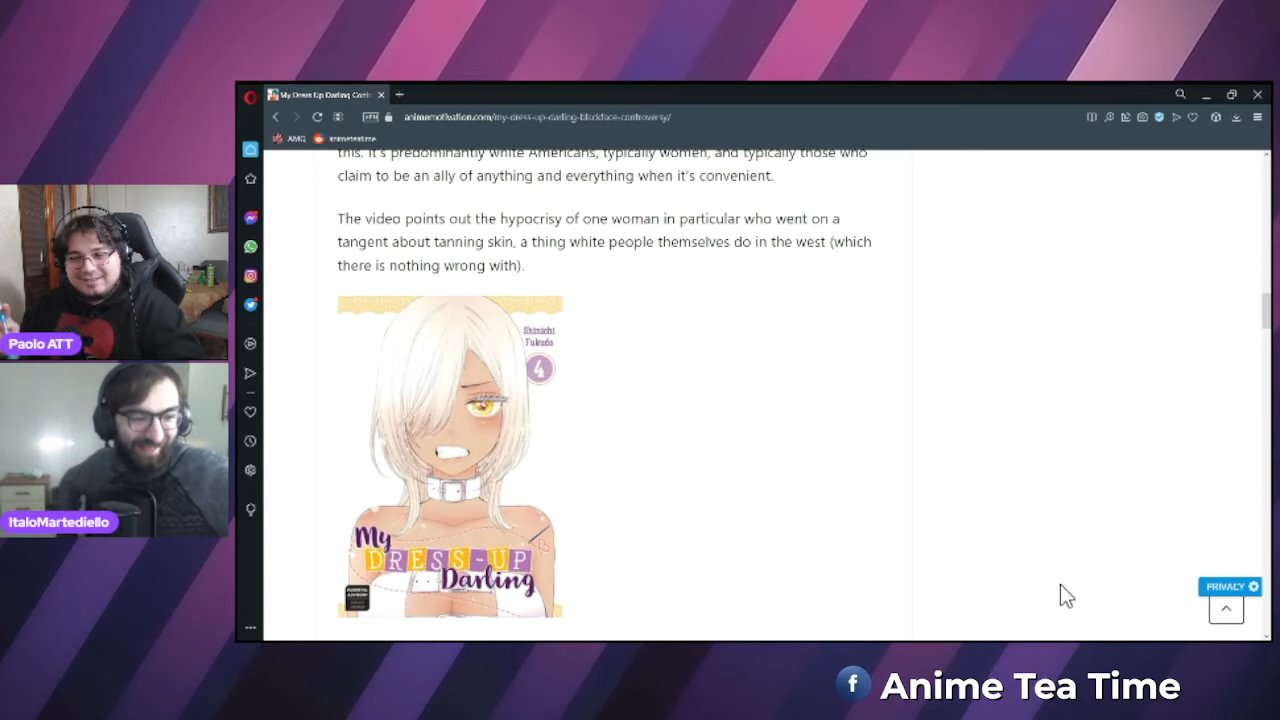 My Dress Up Darling Cont
animemotivation.com/my-dress-up-darling-blackface-controversy/
VPN
AMQ
animeteatime
this. It's predominantly white Americans, typically women, and typically those who
claim to be an ally of anything and everything when it's convenient.
The video points out the hypocrisy of one woman in particular who went on a
tangent about tanning skin, a thing white people themselves do in the west (which
there is nothing wrong with).
Shinichi
Fukuda
4
My
DRESS-UP
Darling
Paolo ATT
ItaloMartediello
PRIVACY
f Anime Tea Time